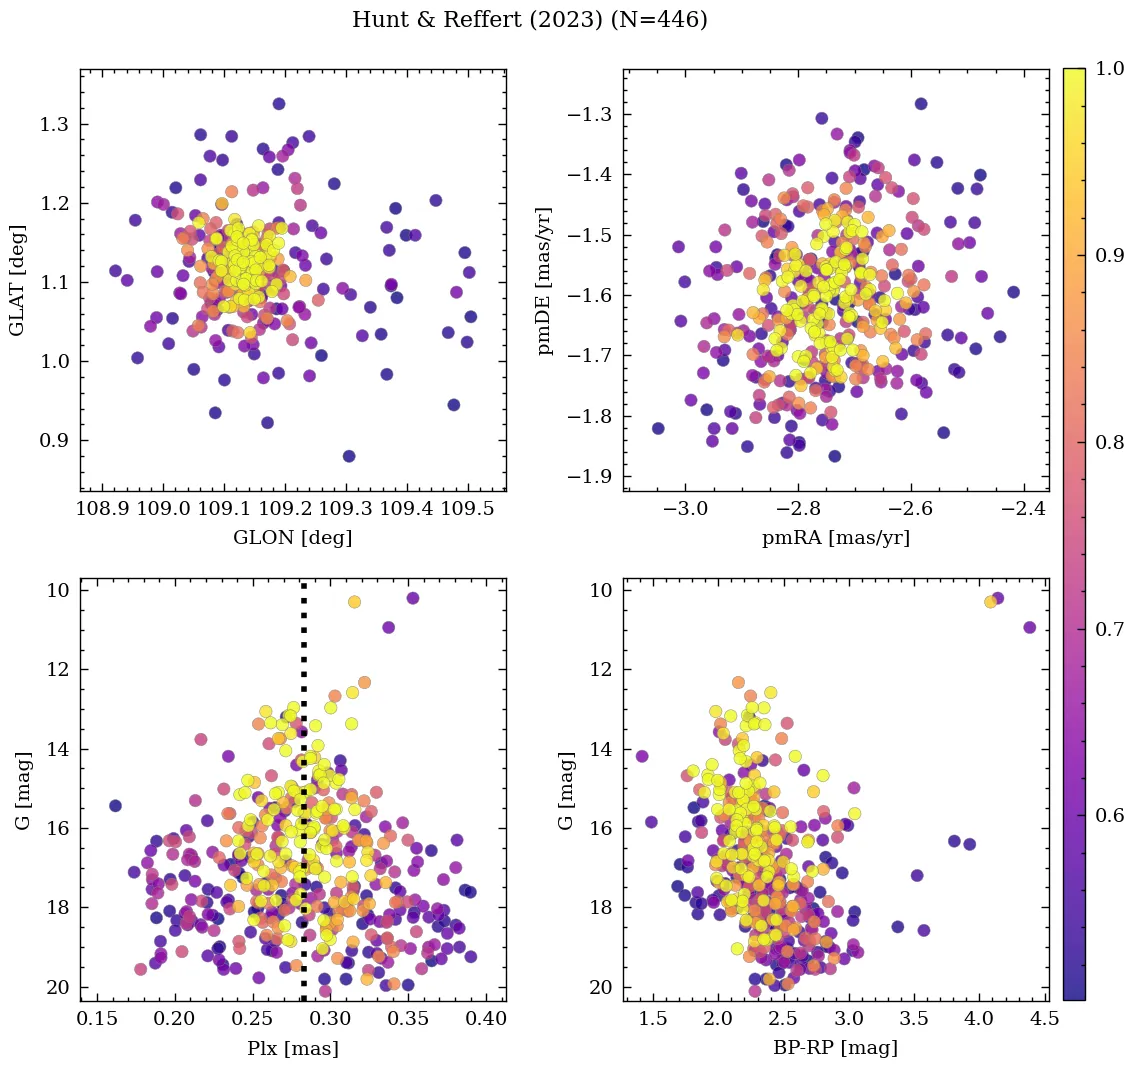 Hunt & Reffert (2023) (N=446)
1.3
1.2
1.1
1.0
0.9
GLAT [deg]
108.9 109.0 109.1 109.2 109.3 109.4 109.5
GLON [deg]
−1.3
−1.4
−1.5
−1.6
−1.7
−1.8
−1.9
pmDE [mas/yr]
−3.0 −2.8 −2.6 −2.4
pmRA [mas/yr]
1.0
0.9
0.8
0.7
0.6
10
12
14
16
18
20
G [mag]
0.15 0.20 0.25 0.30 0.35 0.40
Plx [mas]
10
12
14
16
18
20
G [mag]
1.5 2.0 2.5 3.0 3.5 4.0 4.5
BP-RP [mag]